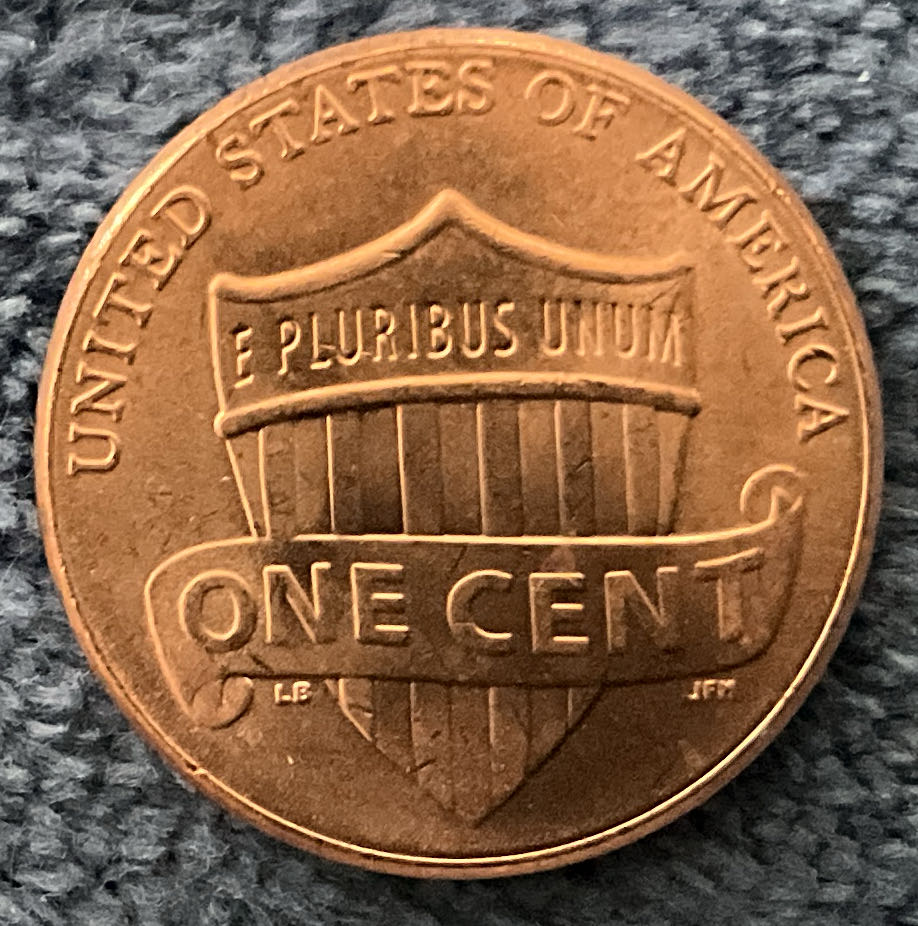 UNITED STATES OF AMERICA
E PLURIBUS UNUM
ONE CENT
LB
JFM